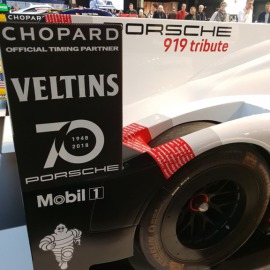 CHOPARD
CHOPARD
OFFICIAL TIMING PARTNER
VELTINS
70
1948
2018
PORSCHE
Mobil 1
PORSCHE
919 tribute